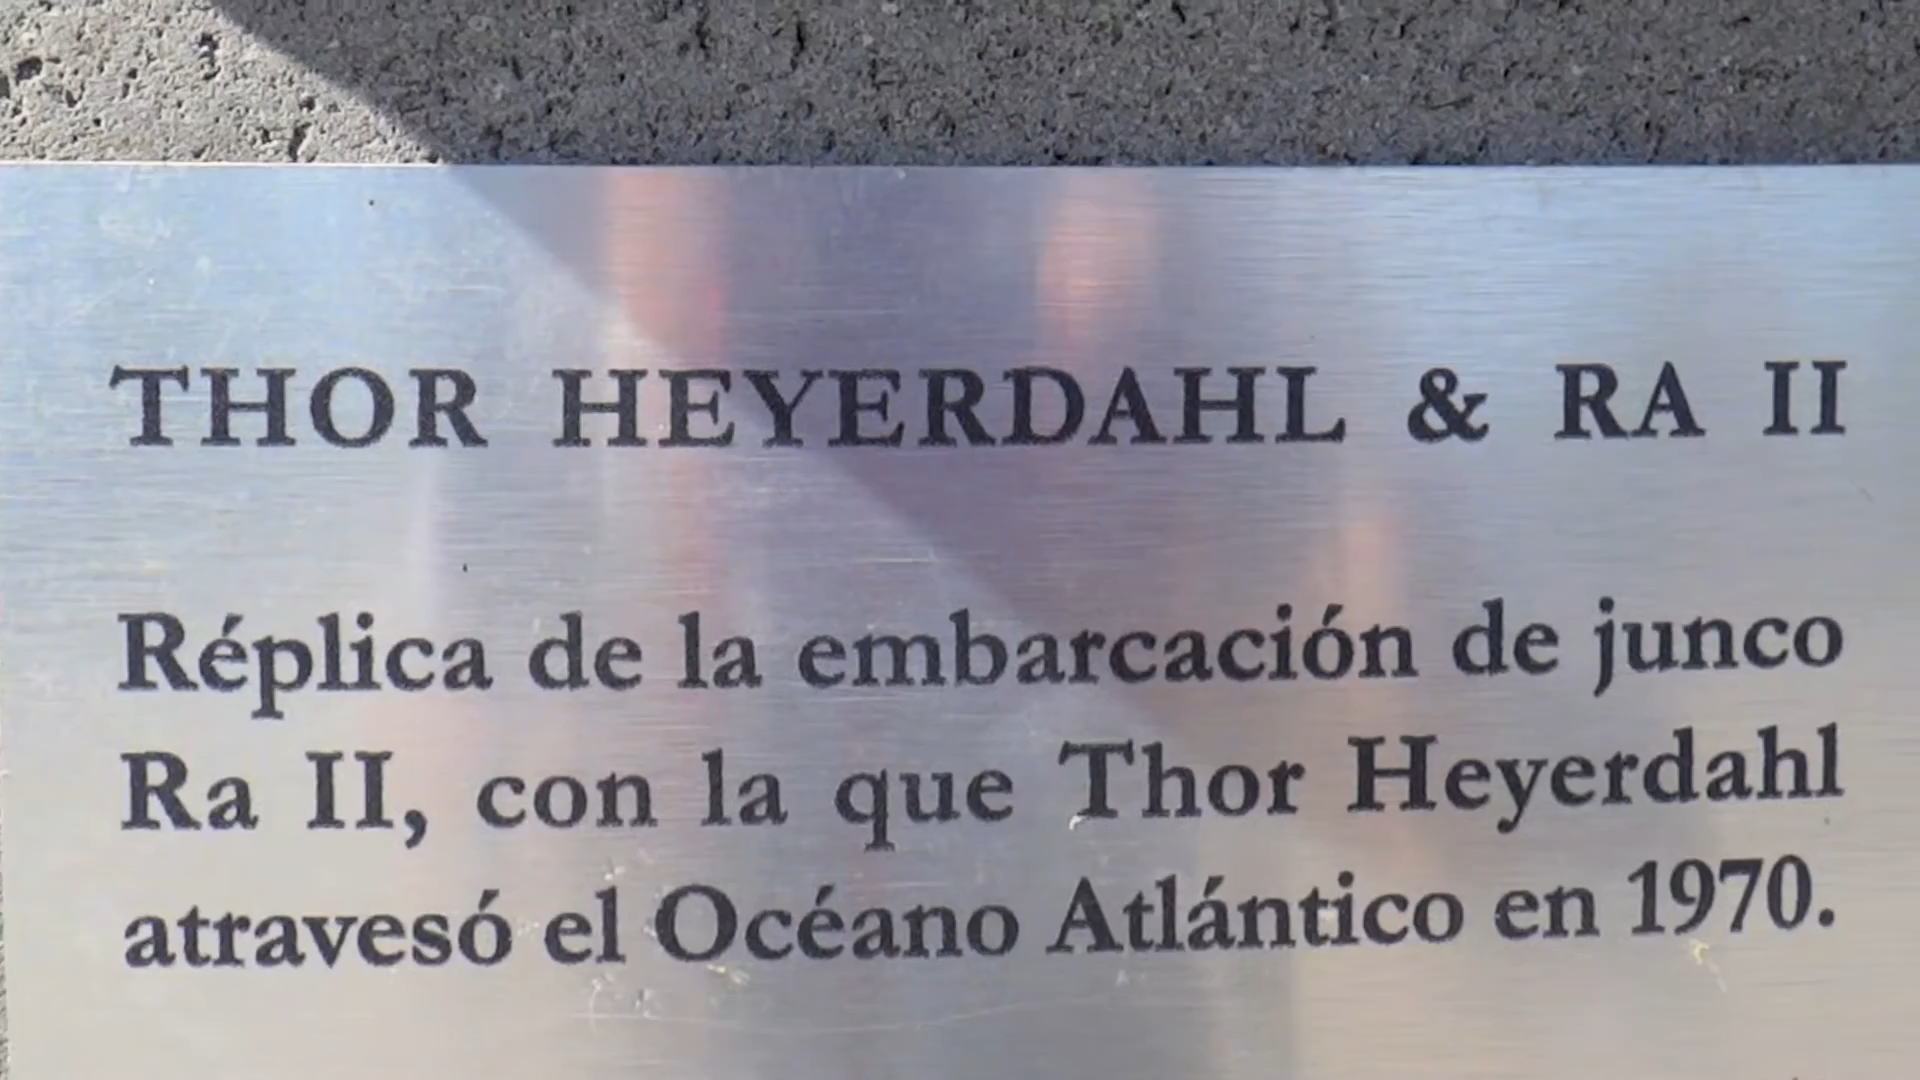 THOR HEYERDAHL & RA II
Réplica de la embarcación de junco
Ra II, con la que Thor Heyerdahl
atravesó el Océano Atlántico en 1970.